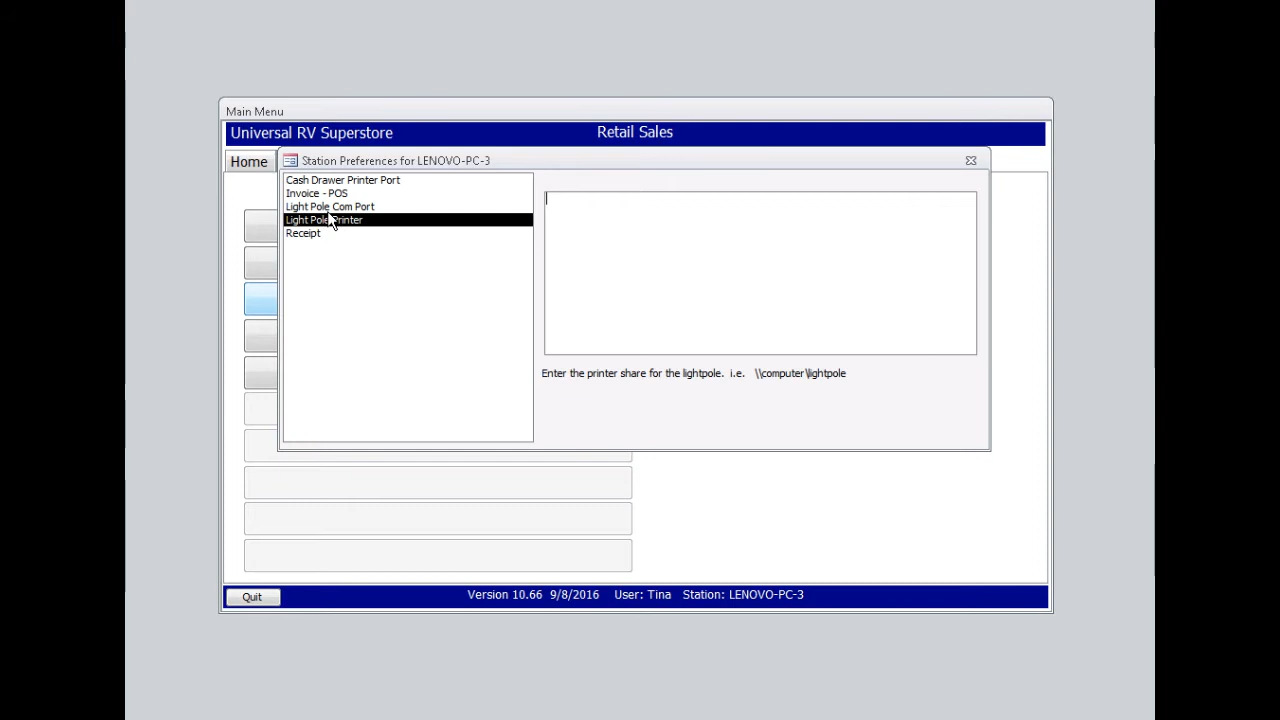 Main Menu
Universal RV Superstore
Retail Sales
Home
Station Preferences for LENOVO-PC-3
Cash Drawer Printer Port
Invoice - POS
Light Pole Com Port
Light Pole Printer
Receipt
Enter the printer share for the lightpole. i.e. \\computer\lightpole
Quit
Version 10.66 9/8/2016 User: Tina Station: LENOVO-PC-3